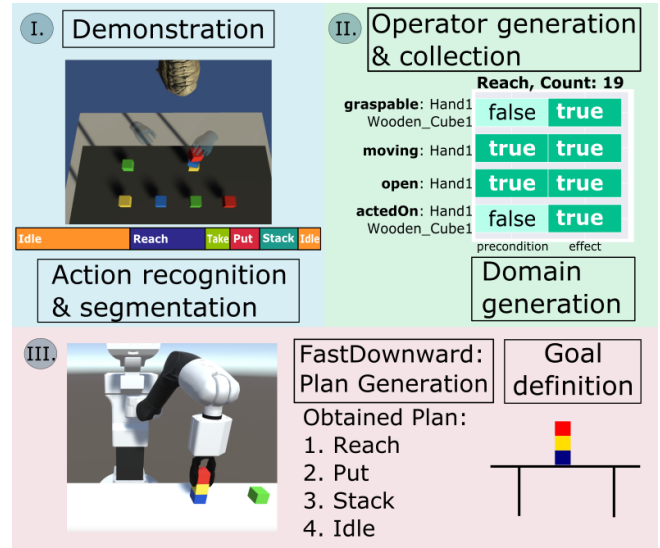 I.
Demonstration
Idle Reach Take Put Stack Idle
Action recognition
& segmentation
II.
Operator generation
& collection
Reach, Count: 19
graspable: Hand1
Wooden_Cube1
false true
moving: Hand1
true true
open: Hand1
true true
actedOn: Hand1
Wooden_Cube1
false true
precondition effect
Domain
generation
III.
FastDownward:
Plan Generation
Obtained Plan:
1. Reach
2. Put
3. Stack
4. Idle
Goal
definition